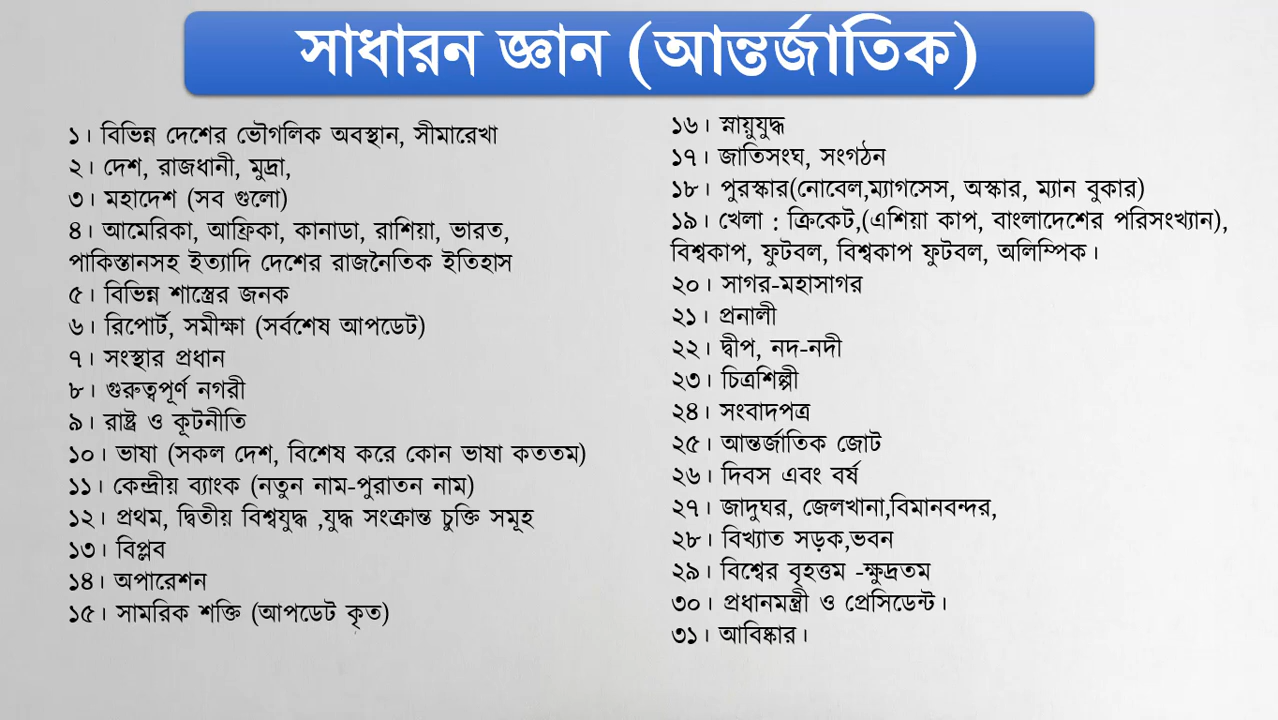 সাধারন জ্ঞান (আন্তর্জাতিক)
১। বিভিন্ন দেশের ভৌগলিক অবস্থান, সীমারেখা
২। দেশ, রাজধানী, মুদ্রা,
৩। মহাদেশ (সব গুলো)
৪। আমেরিকা, আফ্রিকা, কানাডা, রাশিয়া, ভারত,
পাকিস্তানসহ ইত্যাদি দেশের রাজনৈতিক ইতিহাস
৫। বিভিন্ন শাস্ত্রের জনক
৬। রিপোর্ট, সমীক্ষা (সর্বশেষ আপডেট)
৭। সংস্থার প্রধান
৮। গুরুত্বপূর্ণ নগরী
৯। রাষ্ট্র ও কূটনীতি
১০। ভাষা (সকল দেশ, বিশেষ করে কোন ভাষা কততম)
১১। কেন্দ্রীয় ব্যাংক (নতুন নাম-পুরাতন নাম)
১২। প্রথম, দ্বিতীয় বিশ্বযুদ্ধ ,যুদ্ধ সংক্রান্ত চুক্তি সমূহ
১৩। বিপ্লব
১৪। অপারেশন
১৫। সামরিক শক্তি (আপডেট কৃত)
১৬। স্নায়ুযুদ্ধ
১৭। জাতিসংঘ, সংগঠন
১৮। পুরস্কার(নোবেল,ম্যাগসেস, অস্কার, ম্যান বুকার)
১৯। খেলা : ক্রিকেট,(এশিয়া কাপ, বাংলাদেশের পরিসংখ্যান),
বিশ্বকাপ, ফুটবল, বিশ্বকাপ ফুটবল, অলিম্পিক।
২০। সাগর-মহাসাগর
২১। প্রনালী
২২। দ্বীপ, নদ-নদী
২৩। চিত্রশিল্পী
২৪। সংবাদপত্র
২৫। আন্তর্জাতিক জোট
২৬। দিবস এবং বর্ষ
২৭। জাদুঘর, জেলখানা,বিমানবন্দর,
২৮। বিখ্যাত সড়ক,ভবন
২৯। বিশ্বের বৃহত্তম -ক্ষুদ্রতম
৩০। প্রধানমন্ত্রী ও প্রেসিডেন্ট।
৩১। আবিষ্কার।